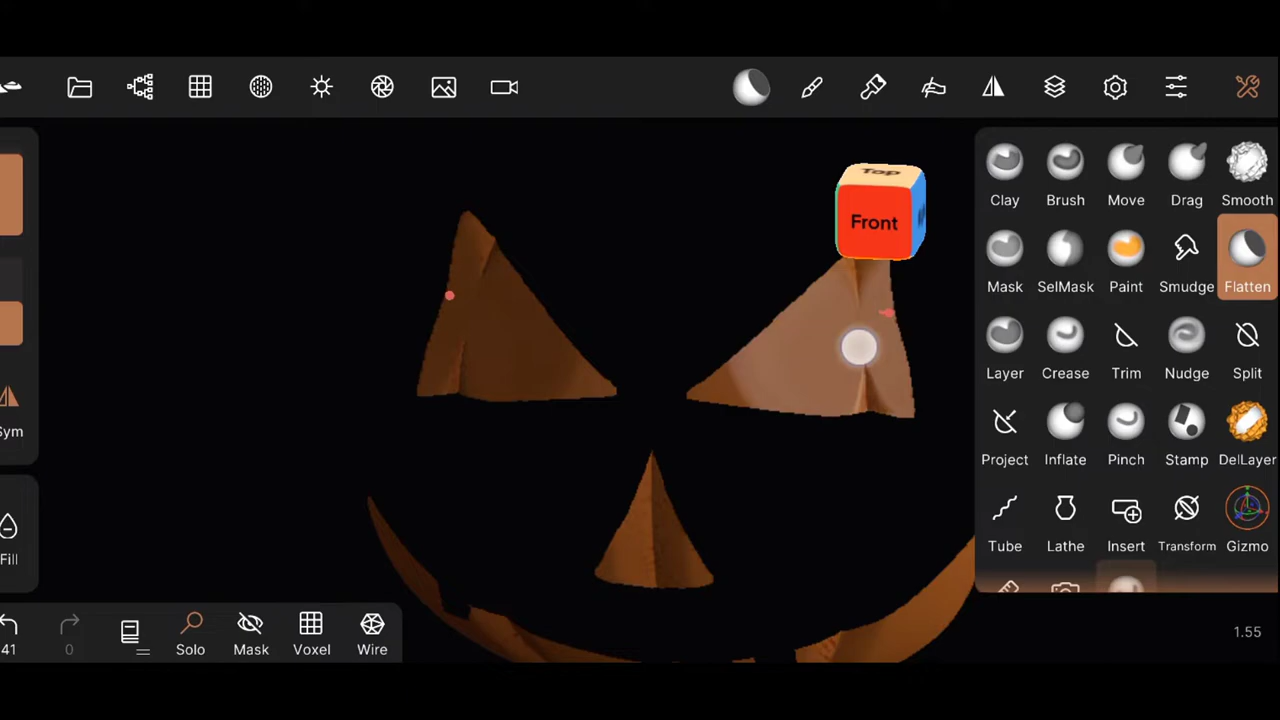 Top
Front
Clay Brush Move Drag Smooth
Mask SelMask Paint Smudge Flatten
Layer Crease Trim Nudge Split
Project Inflate Pinch Stamp DelLayer
Tube Lathe Insert Transform Gizmo
Sym
Fill
41 0 Solo Mask Voxel Wire
1.55